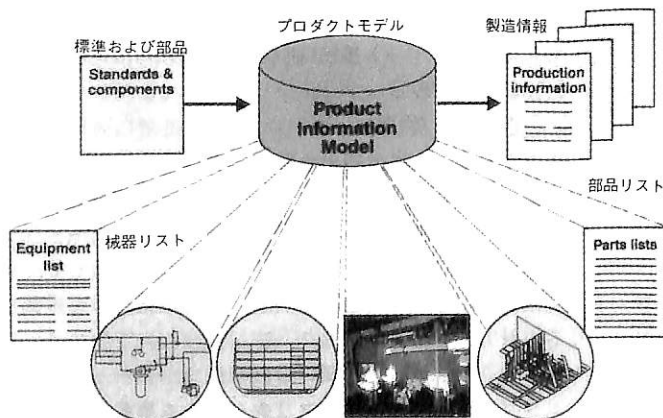 プロダクトモデル
標準および部品
製造情報
Standards &
components
Product
Information
Model
Production
information
部品リスト
械器リスト
Equipment
list
Parts lists